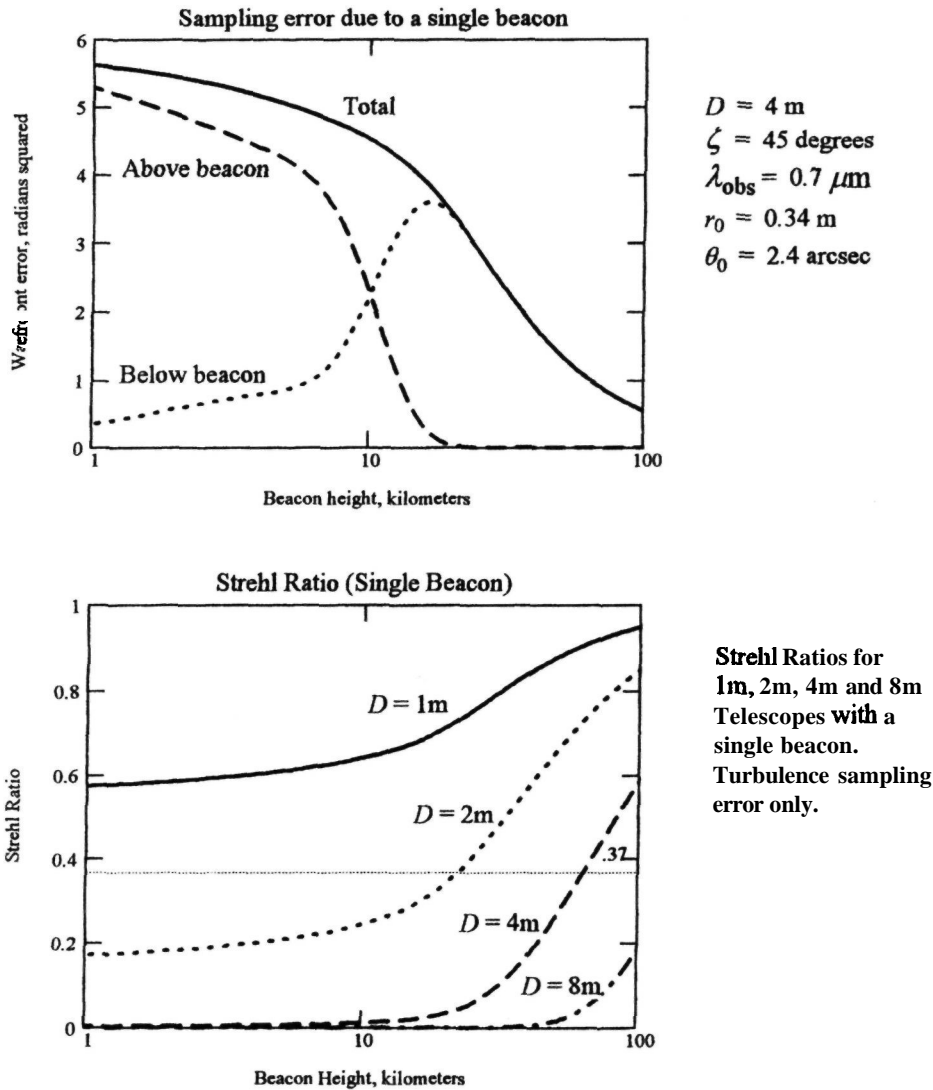 Sampling error due to a single beacon
6
5
4
3
2
1
0
1
10
100
Total
Above beacon
Below beacon
Beacon height, kilometers
D = 4 m
ζ = 45 degrees
λobs = 0.7 μm
r0 = 0.34 m
θ0 = 2.4 arcsec
Strehl Ratio (Single Beacon)
1
0.8
0.6
0.4
0.2
0
1
10
100
Strehl Ratio
D = 1m
D = 2m
.37
D = 4m
D = 8m
Beacon Height, kilometers
Strehl Ratios for
1m, 2m, 4m and 8m
Telescopes with a
single beacon.
Turbulence sampling
error only.
error, radians squared